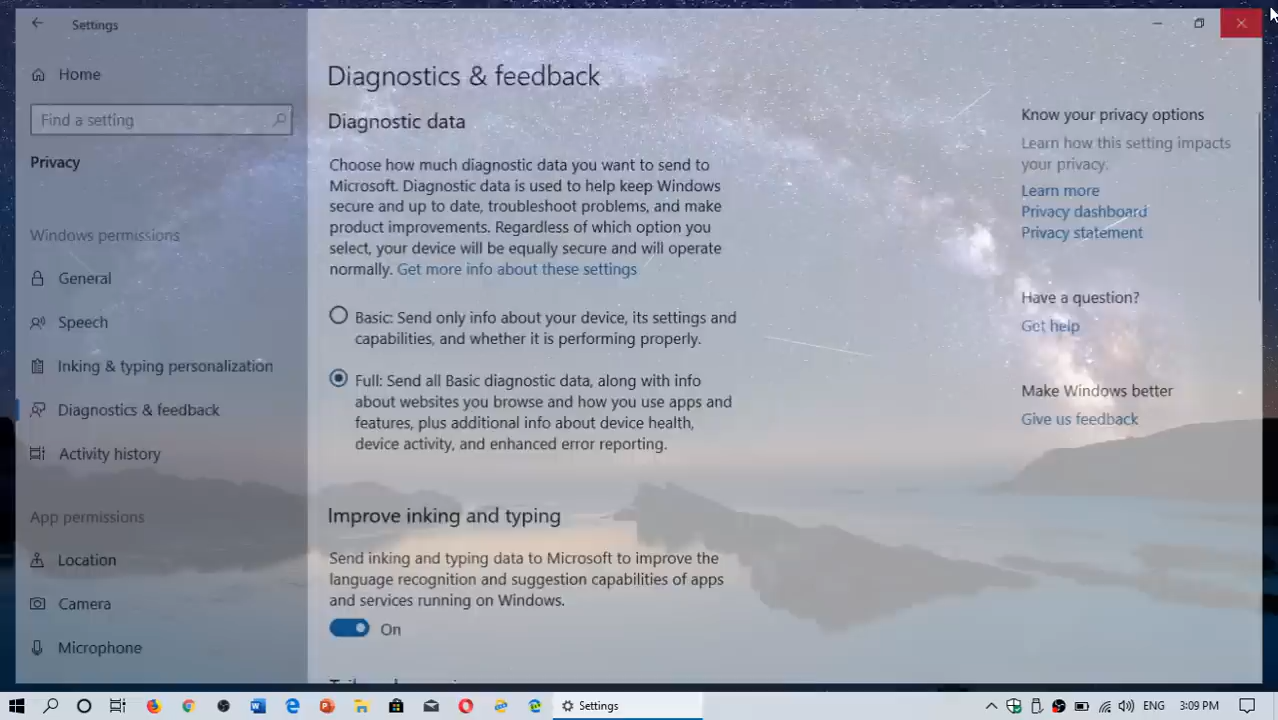 Settings
Home
Find a setting
Privacy
Windows permissions
General
Speech
Inking & typing personalization
Diagnostics & feedback
Activity history
App permissions
Location
Camera
Microphone
Diagnostics & feedback
Diagnostic data
Choose how much diagnostic data you want to send to
Microsoft. Diagnostic data is used to help keep Windows
secure and up to date, troubleshoot problems, and make
product improvements. Regardless of which option you
select, your device will be equally secure and will operate
normally. Get more info about these settings
Basic: Send only info about your device, its settings and
capabilities, and whether it is performing properly.
Full: Send all Basic diagnostic data, along with info
about websites you browse and how you use apps and
features, plus additional info about device health,
device activity, and enhanced error reporting.
Improve inking and typing
Send inking and typing data to Microsoft to improve the
language recognition and suggestion capabilities of apps
and services running on Windows.
On
Know your privacy options
Learn how this setting impacts
your privacy.
Learn more
Privacy dashboard
Privacy statement
Have a question?
Get help
Make Windows better
Give us feedback
Settings
ENG
3:09 PM